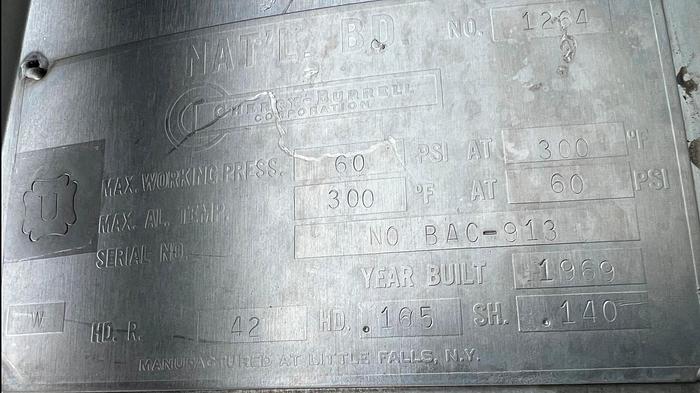 NAT'L. B.D. NO. 1264
CHERRY-BURRELL
CORPORATION
MAX. WORKING PRESS. 60 PSI AT 300 °F
U
MAX. AL. TEMP. 300 °F AT 60 PSI
SERIAL NO. NO BAC-913
YEAR BUILT 1969
W HD. R. 42 HD. .165 SH. .140
MANUFACTURED AT LITTLE FALLS, N.Y.